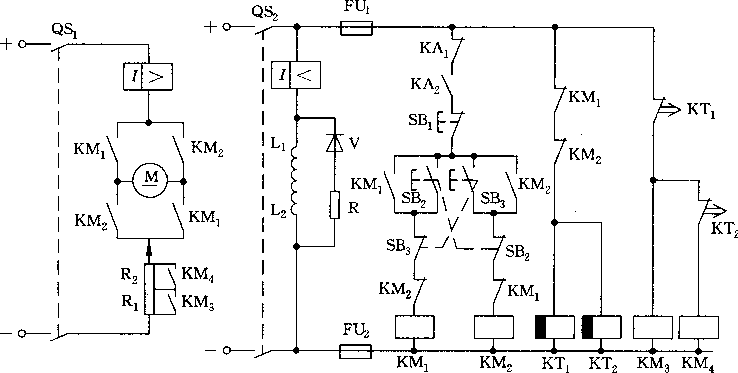 QS₁
QS₂
FU₁
+
+
KA₁
I >
I <
KA₂
KM₁
KT₁
SB₁
KM₁
KM₂
L₁
V
KM₂
M
KM₁
SB₂
SB₃
KM₂
KM₂
KM₁
L₂
R
KT₂
SB₃
SB₂
R₂
KM₄
KM₂
KM₁
R₁
KM₃
FU₂
−
−
KM₁
KM₂
KT₁
KT₂
KM₃
KM₄